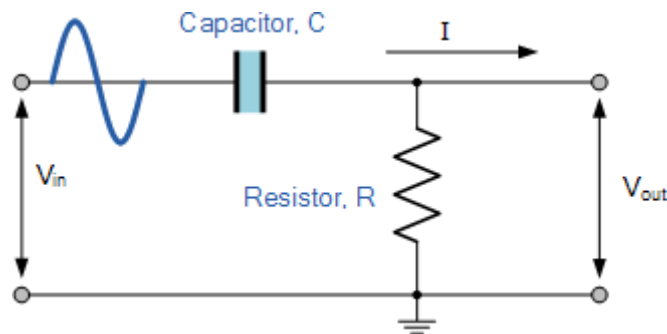 Capacitor, C
I
Vin
Resistor, R
Vout